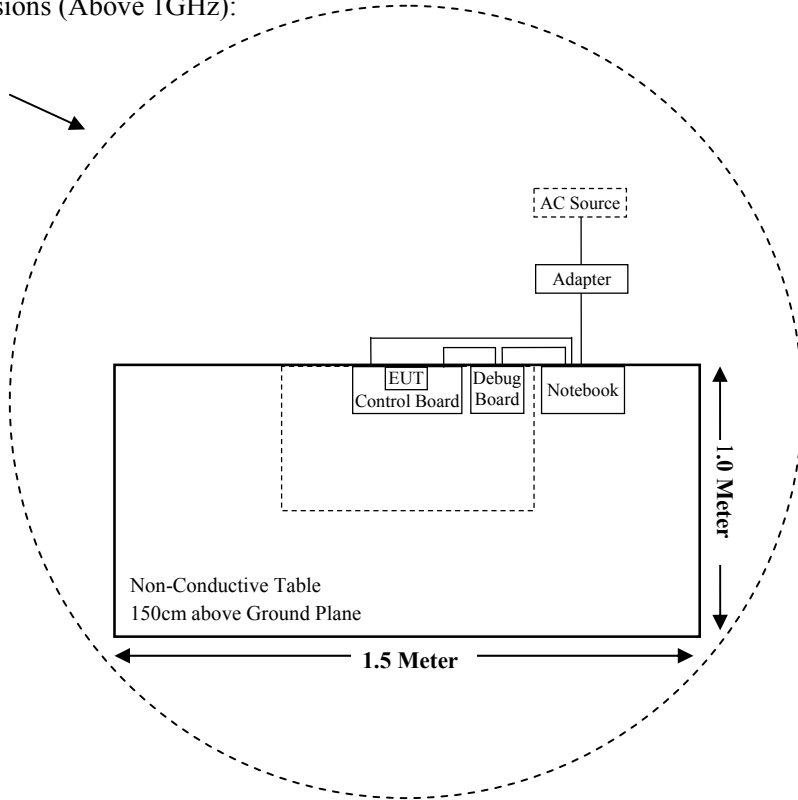 (Above 1GHz):
AC Source
Adapter
EUT
Control Board
Debug
Board
Notebook
1.0 Meter
Non-Conductive Table
150cm above Ground Plane
1.5 Meter